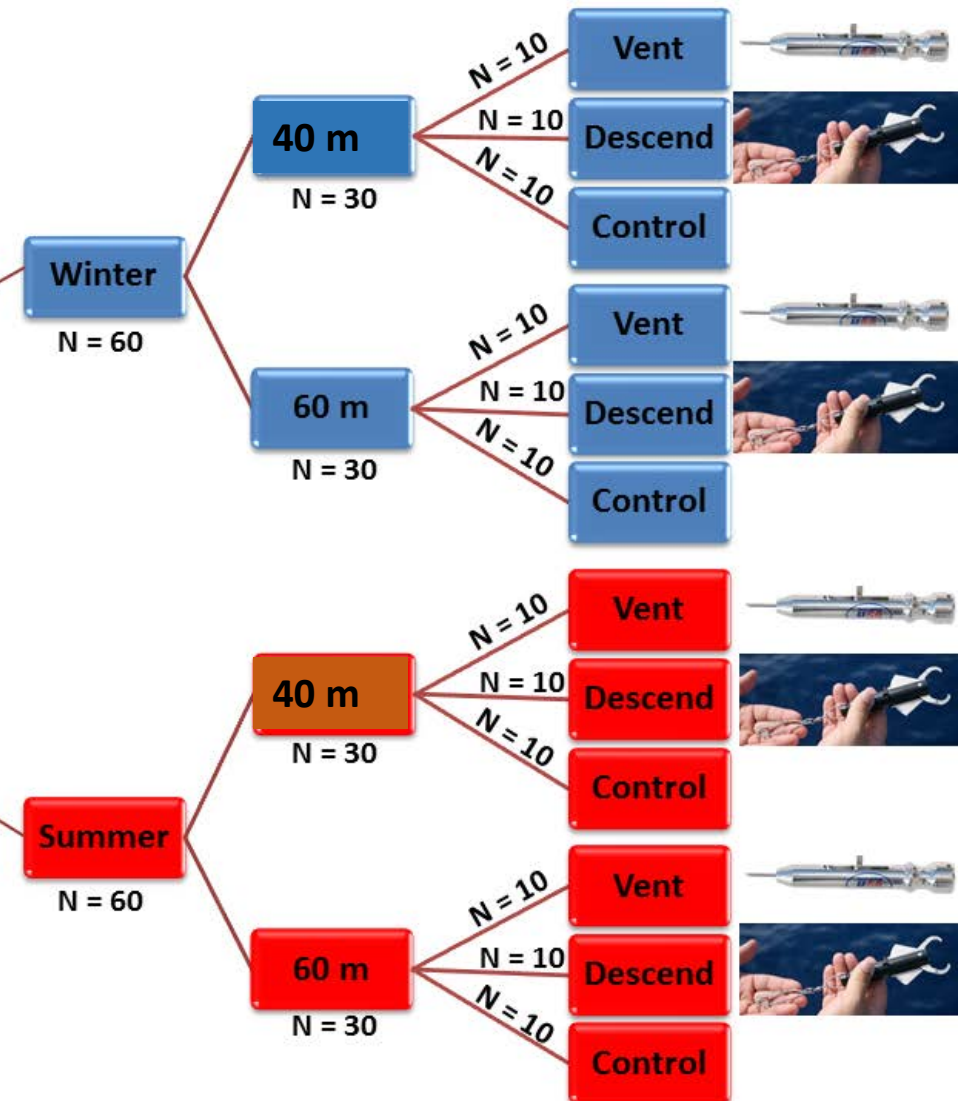 N = 10
Vent
40 m
N = 10
Descend
N = 30
N = 10
Control
Winter
N = 60
N = 10
Vent
60 m
N = 10
Descend
N = 30
N = 10
Control
N = 10
Vent
40 m
N = 10
Descend
N = 30
N = 10
Control
Summer
N = 60
N = 10
Vent
60 m
N = 10
Descend
N = 30
N = 10
Control